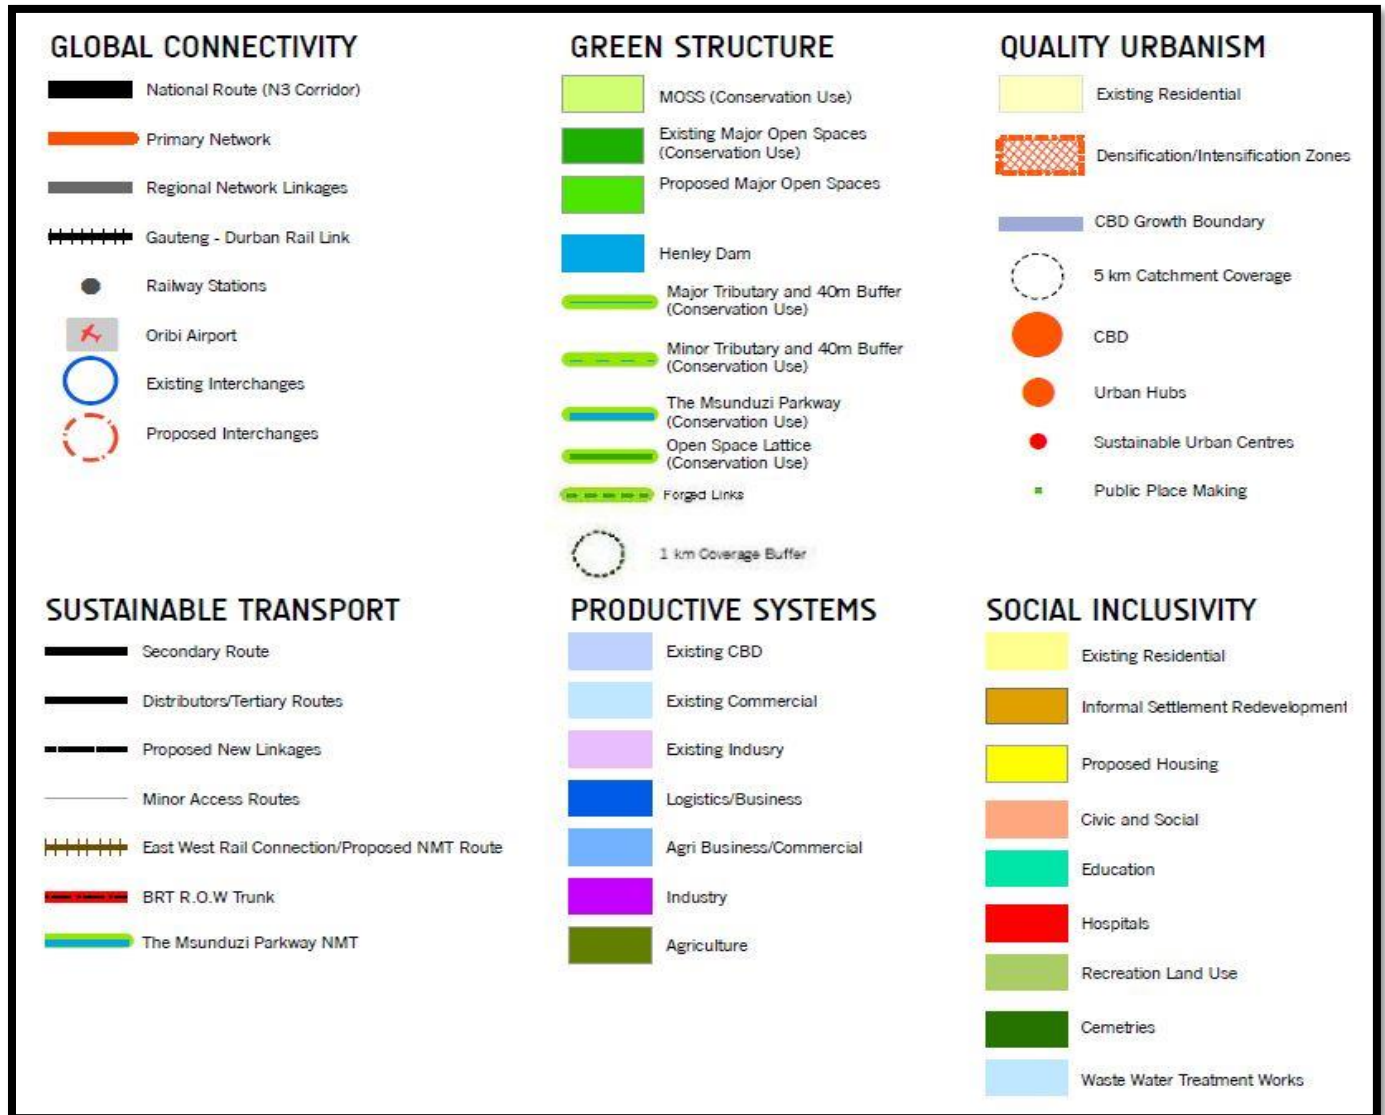 GLOBAL CONNECTIVITY
National Route (N3 Corridor)
Primary Network
Regional Network Linkages
Gauteng - Durban Rail Link
Railway Stations
Oribi Airport
Existing Interchanges
Proposed Interchanges
GREEN STRUCTURE
MOSS (Conservation Use)
Existing Major Open Spaces
(Conservation Use)
Proposed Major Open Spaces
Henley Dam
Major Tributary and 40m Buffer
(Conservation Use)
Minor Tributary and 40m Buffer
(Conservation Use)
The Msunduzi Parkway
(Conservation Use)
Open Space Lattice
(Conservation Use)
Forged Links
1 km Coverage Buffer
QUALITY URBANISM
Existing Residential
Densification/Intensification Zones
CBD Growth Boundary
5 km Catchment Coverage
CBD
Urban Hubs
Sustainable Urban Centres
Public Place Making
SUSTAINABLE TRANSPORT
Secondary Route
Distributors/Tertiary Routes
Proposed New Linkages
Minor Access Routes
East West Rail Connection/Proposed NMT Route
BRT R.O.W Trunk
The Msunduzi Parkway NMT
PRODUCTIVE SYSTEMS
Existing CBD
Existing Commercial
Existing Indusry
Logistics/Business
Agri Business/Commercial
Industry
Agriculture
SOCIAL INCLUSIVITY
Existing Residential
Informal Settlement Redevelopment
Proposed Housing
Civic and Social
Education
Hospitals
Recreation Land Use
Cemetries
Waste Water Treatment Works